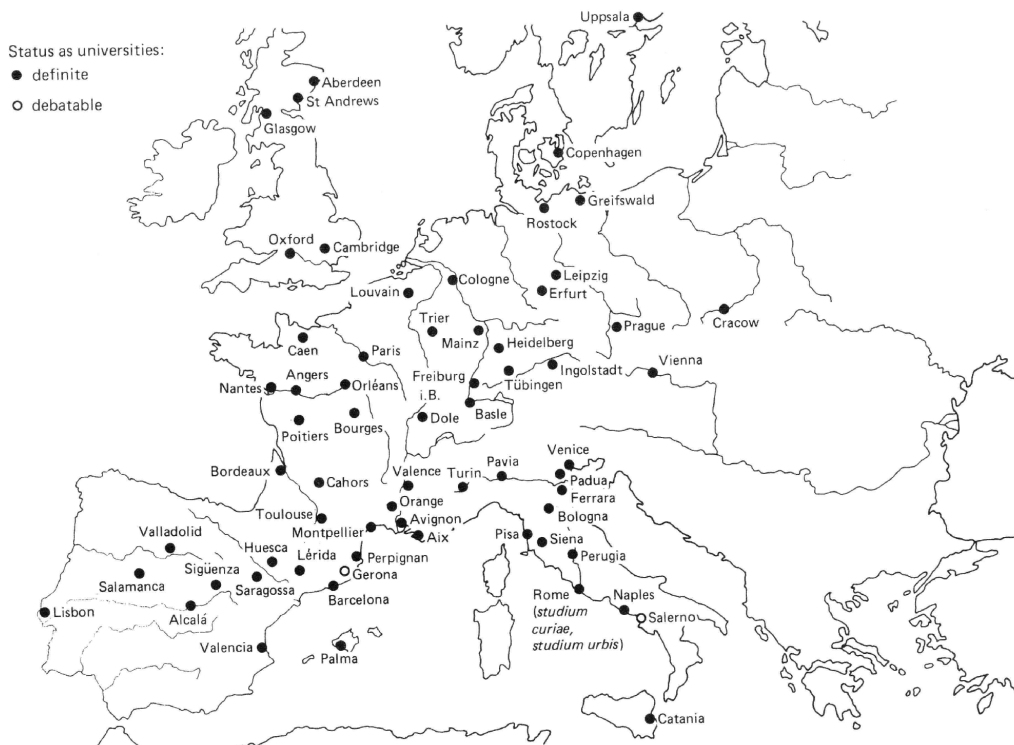 Uppsala
Status as universities:
definite
debatable
Aberdeen
St Andrews
Glasgow
Copenhagen
Greifswald
Rostock
Oxford
Cambridge
Cologne
Leipzig
Louvain
Erfurt
Trier
Mainz
Prague
Cracow
Caen
Paris
Heidelberg
Vienna
Ingolstadt
Tübingen
Nantes
Angers
Orléans
Freiburg
i.B.
Basle
Dole
Poitiers
Bourges
Bordeaux
Cahors
Valence
Turin
Pavia
Venice
Padua
Ferrara
Orange
Toulouse
Avignon
Bologna
Montpellier
Aix
Pisa
Siena
Valladolid
Huesca
Lérida
Perpignan
Perugia
Sigüenza
Gerona
Salamanca
Saragossa
Barcelona
Rome
(studium
curiae,
studium urbis)
Naples
Salerno
Lisbon
Alcalá
Valencia
Palma
Catania